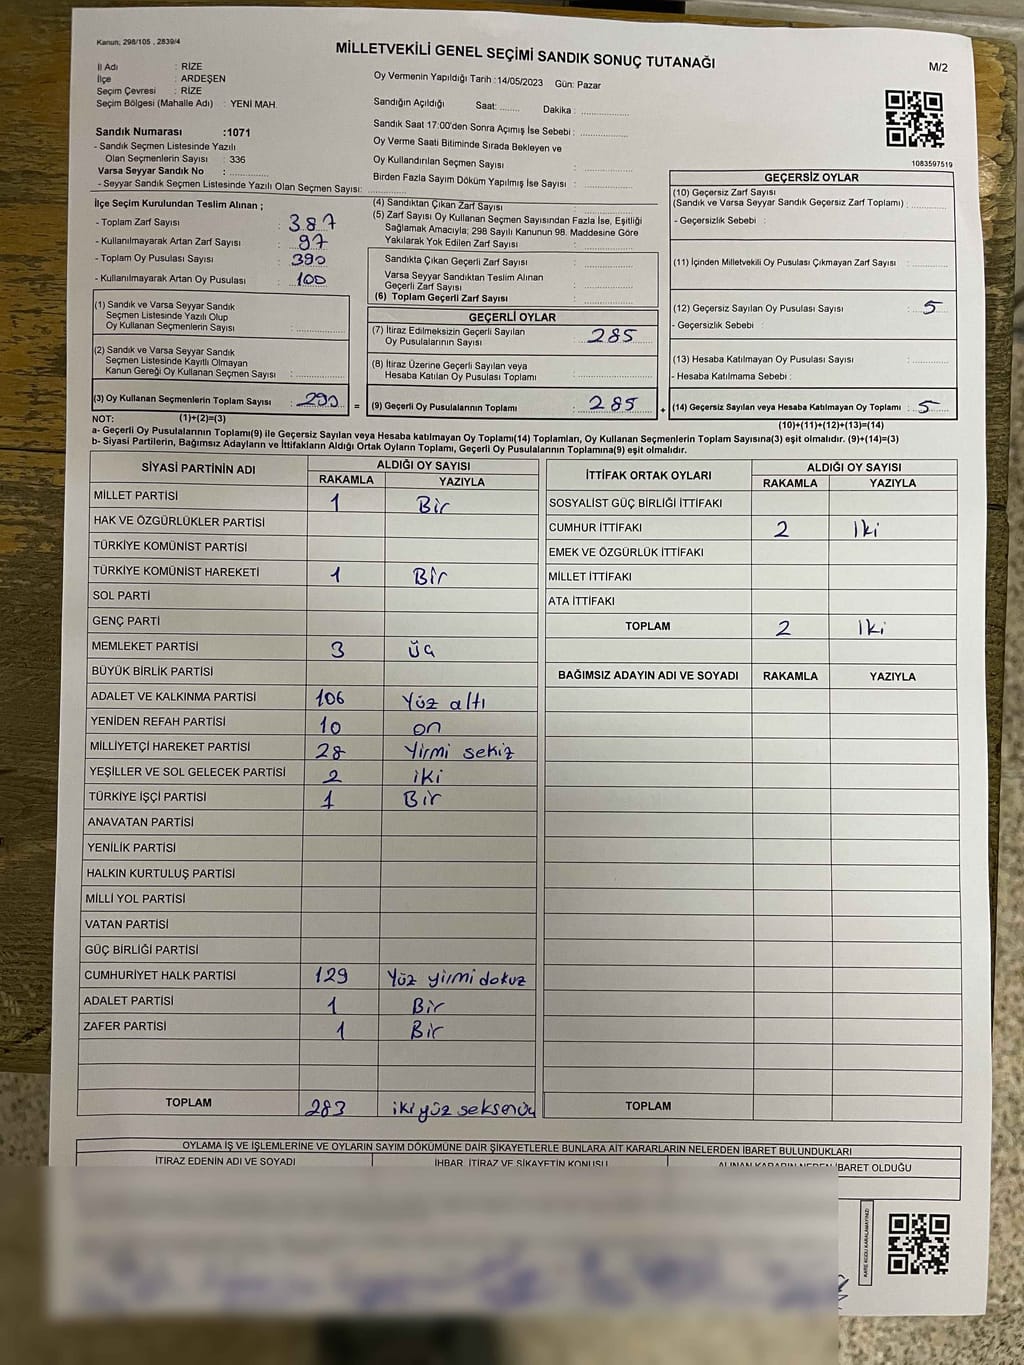 Kanun; 298/105 , 2839/4
MİLLETVEKİLİ GENEL SEÇİMİ SANDIK SONUÇ TUTANAĞI
M/2
İl Adı : RİZE
İlçe : ARDEŞEN
Seçim Çevresi : RİZE
Seçim Bölgesi (Mahalle Adı) : YENİ MAH.
Oy Vermenin Yapıldığı Tarih :14/05/2023 Gün: Pazar
Sandığın Açıldığı Saat: ........ Dakika : ..................
Sandık Saat 17:00'den Sonra Açımış İse Sebebi : ..................
Oy Verme Saati Bitiminde Sırada Bekleyen ve
Oy Kullandırılan Seçmen Sayısı : ..................
Birden Fazla Sayım Döküm Yapılmış İse Sayısı : ..................
1083597519
Sandık Numarası :1071
- Sandık Seçmen Listesinde Yazılı
Olan Seçmenlerin Sayısı : 336
Varsa Seyyar Sandık No : ............
- Seyyar Sandık Seçmen Listesinde Yazılı Olan Seçmen Sayısı: ............
İlçe Seçim Kurulundan Teslim Alınan ;
- Toplam Zarf Sayısı : 387
- Kullanılmayarak Artan Zarf Sayısı : 97
- Toplam Oy Pusulası Sayısı : 390
- Kullanılmayarak Artan Oy Pusulası : 100
(1) Sandık ve Varsa Seyyar Sandık
Seçmen Listesinde Yazılı Olup
Oy Kullanan Seçmenlerin Sayısı : ............
(2) Sandık ve Varsa Seyyar Sandık
Seçmen Listesinde Kayıtlı Olmayan
Kanun Gereği Oy Kullanan Seçmen Sayısı : ............
(3) Oy Kullanan Seçmenlerin Toplam Sayısı : 290 =
(4) Sandıktan Çıkan Zarf Sayısı : ............
(5) Zarf Sayısı Oy Kullanan Seçmen Sayısından Fazla İse, Eşitliği
Sağlamak Amacıyla; 298 Sayılı Kanunun 98. Maddesine Göre
Yakılarak Yok Edilen Zarf Sayısı : ............
Sandıkta Çıkan Geçerli Zarf Sayısı : ............
Varsa Seyyar Sandıktan Teslim Alınan
Geçerli Zarf Sayısı : ............
(6) Toplam Geçerli Zarf Sayısı : ............
GEÇERLİ OYLAR
(7) İtiraz Edilmeksizin Geçerli Sayılan
Oy Pusulalarının Sayısı : 285
(8) İtiraz Üzerine Geçerli Sayılan veya
Hesaba Katılan Oy Pusulası Toplamı : ............
(9) Geçerli Oy Pusulalarının Toplamı : 285 +
GEÇERSİZ OYLAR
(10) Geçersiz Zarf Sayısı
(Sandık ve Varsa Seyyar Sandık Geçersiz Zarf Toplamı) : ............
- Geçersizlik Sebebi :
(11) İçinden Milletvekili Oy Pusulası Çıkmayan Zarf Sayısı : ............
(12) Geçersiz Sayılan Oy Pusulası Sayısı : 5
- Geçersizlik Sebebi :
(13) Hesaba Katılmayan Oy Pusulası Sayısı : ............
- Hesaba Katılmama Sebebi :
(14) Geçersiz Sayılan veya Hesaba Katılmayan Oy Toplamı : 5
NOT: (1)+(2)=(3)
(10)+(11)+(12)+(13)=(14)
a- Geçerli Oy Pusulalarının Toplamı(9) ile Geçersiz Sayılan veya Hesaba katılmayan Oy Toplamı(14) Toplamları, Oy Kullanan Seçmenlerin Toplam Sayısına(3) eşit olmalıdır. (9)+(14)=(3)
b- Siyasi Partilerin, Bağımsız Adayların ve İttifakların Aldığı Ortak Oyların Toplamı, Geçerli Oy Pusulalarının Toplamına(9) eşit olmalıdır.
SİYASİ PARTİNİN ADI ALDIĞI OY SAYISI
RAKAMLA YAZIYLA
MİLLET PARTİSİ 1 Bir
HAK VE ÖZGÜRLÜKLER PARTİSİ
TÜRKİYE KOMÜNİST PARTİSİ
TÜRKİYE KOMÜNİST HAREKETİ 1 Bir
SOL PARTİ
GENÇ PARTİ
MEMLEKET PARTİSİ 3 üç
BÜYÜK BİRLİK PARTİSİ
ADALET VE KALKINMA PARTİSİ 106 Yüz altı
YENİDEN REFAH PARTİSİ 10 on
MİLLİYETÇİ HAREKET PARTİSİ 28 Yirmi sekiz
YEŞİLLER VE SOL GELECEK PARTİSİ 2 iki
TÜRKİYE İŞÇİ PARTİSİ 1 Bir
ANAVATAN PARTİSİ
YENİLİK PARTİSİ
HALKIN KURTULUŞ PARTİSİ
MİLLİ YOL PARTİSİ
VATAN PARTİSİ
GÜÇ BİRLİĞİ PARTİSİ
CUMHURİYET HALK PARTİSİ 129 Yüz yirmi dokuz
ADALET PARTİSİ 1 Bir
ZAFER PARTİSİ 1 Bir
TOPLAM 283 iki yüz seksenüç
İTTİFAK ORTAK OYLARI ALDIĞI OY SAYISI
RAKAMLA YAZIYLA
SOSYALİST GÜÇ BİRLİĞİ İTTİFAKI
CUMHUR İTTİFAKI 2 Iki
EMEK VE ÖZGÜRLÜK İTTİFAKI
MİLLET İTTİFAKI
ATA İTTİFAKI
TOPLAM 2 Iki
BAĞIMSIZ ADAYIN ADI VE SOYADI RAKAMLA YAZIYLA
TOPLAM
OYLAMA İŞ VE İŞLEMLERİNE VE OYLARIN SAYIM DÖKÜMÜNE DAİR ŞİKAYETLERLE BUNLARA AİT KARARLARIN NELERDEN İBARET BULUNDUKLARI
İTİRAZ EDENİN ADI VE SOYADI İHBAR, İTİRAZ VE ŞİKAYETİN KONUSU ALINAN KARARIN NEDEN İBARET OLDUĞU
KARE KODU KARALAMAYINIZ!